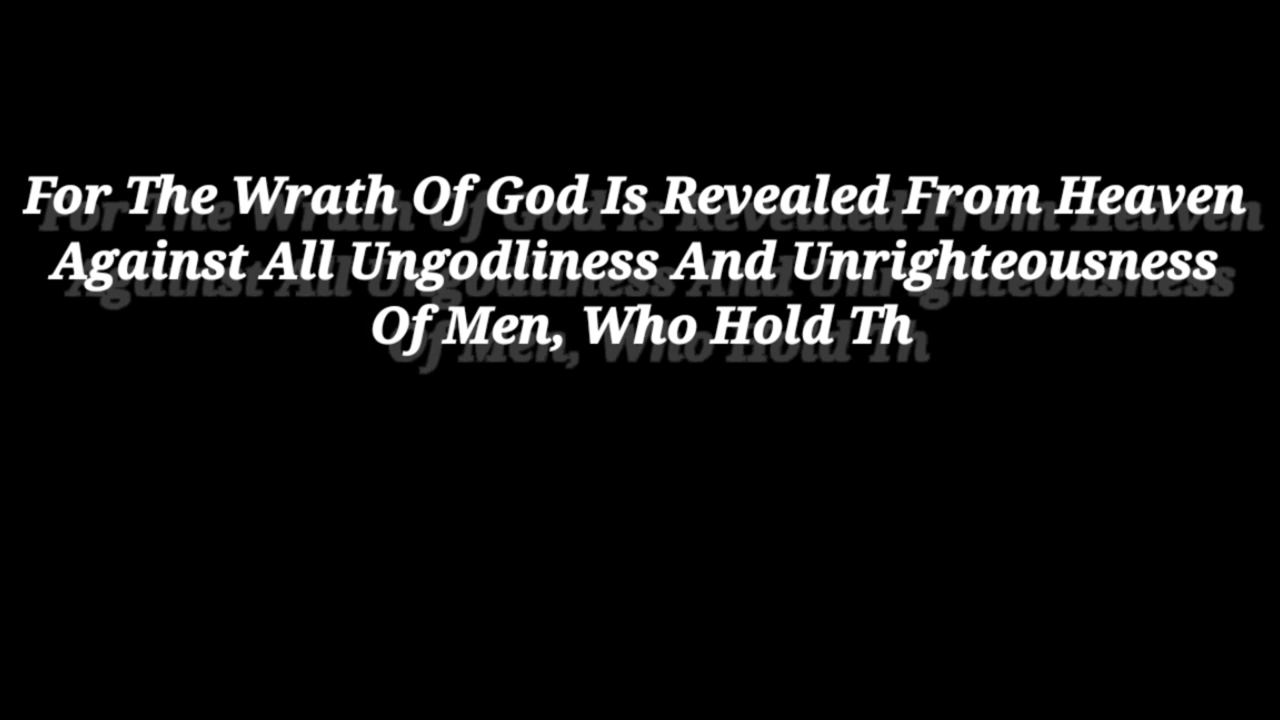 For The Wrath Of God Is Revealed From Heaven
Against All Ungodliness And Unrighteousness
Of Men, Who Hold Th